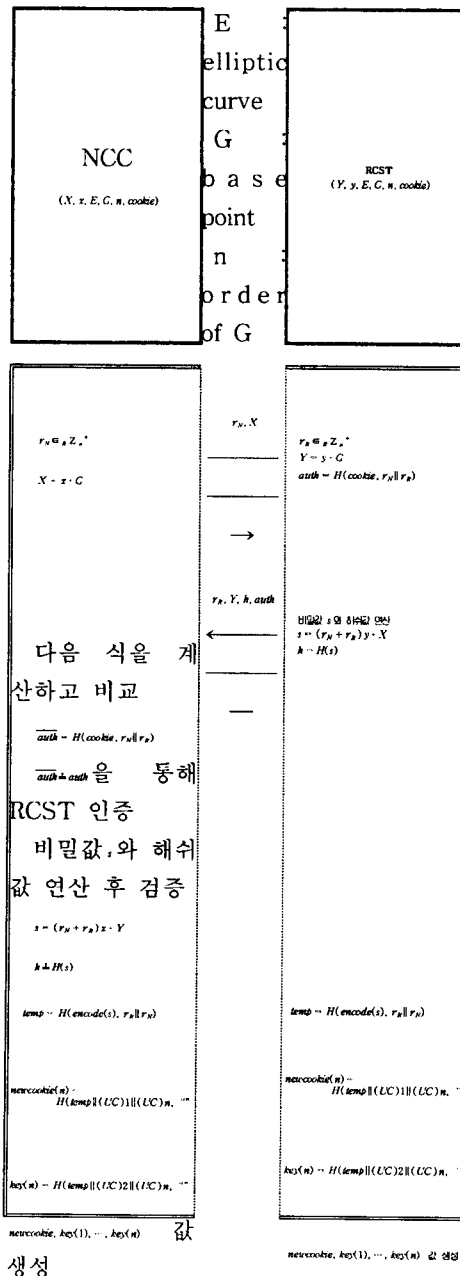 E :
elliptic
curve
G :
base
point
n :
order
of G
NCC
(X, x, E, G, n, cookie)
RCST
(Y, y, E, G, n, cookie)
r_N ∈_R Z_n^*
X = x · G
r_N, X
r_R ∈_R Z_n^*
Y = y · G
auth = H(cookie, r_N‖r_R)
→
r_R, Y, h, auth
비밀값 s 와 해쉬값 연산
s = (r_N + r_R) y · X
h = H(s)
다음 식을 계
산하고 비교
auth = H(cookie, r_N‖r_R)
auth ≟ auth 을 통해
RCST 인증
비밀값 s 와 해쉬
값 연산 후 검증
s = (r_N + r_R) x · Y
h ≟ H(s)
temp = H(encode(s), r_R‖r_N)
temp = H(encode(s), r_R‖r_N)
newcookie(n) =
H(temp‖(UC)1‖(UC)n, "")
newcookie(n) =
H(temp‖(UC)1‖(UC)n, "
key(n) = H(temp‖(UC)2‖(UC)n, "")
key(n) = H(temp‖(UC)2‖(UC)n, "
newcookie, key(1), ⋯, key(n) 값
생성
newcookie, key(1), ⋯, key(n) 값 생성